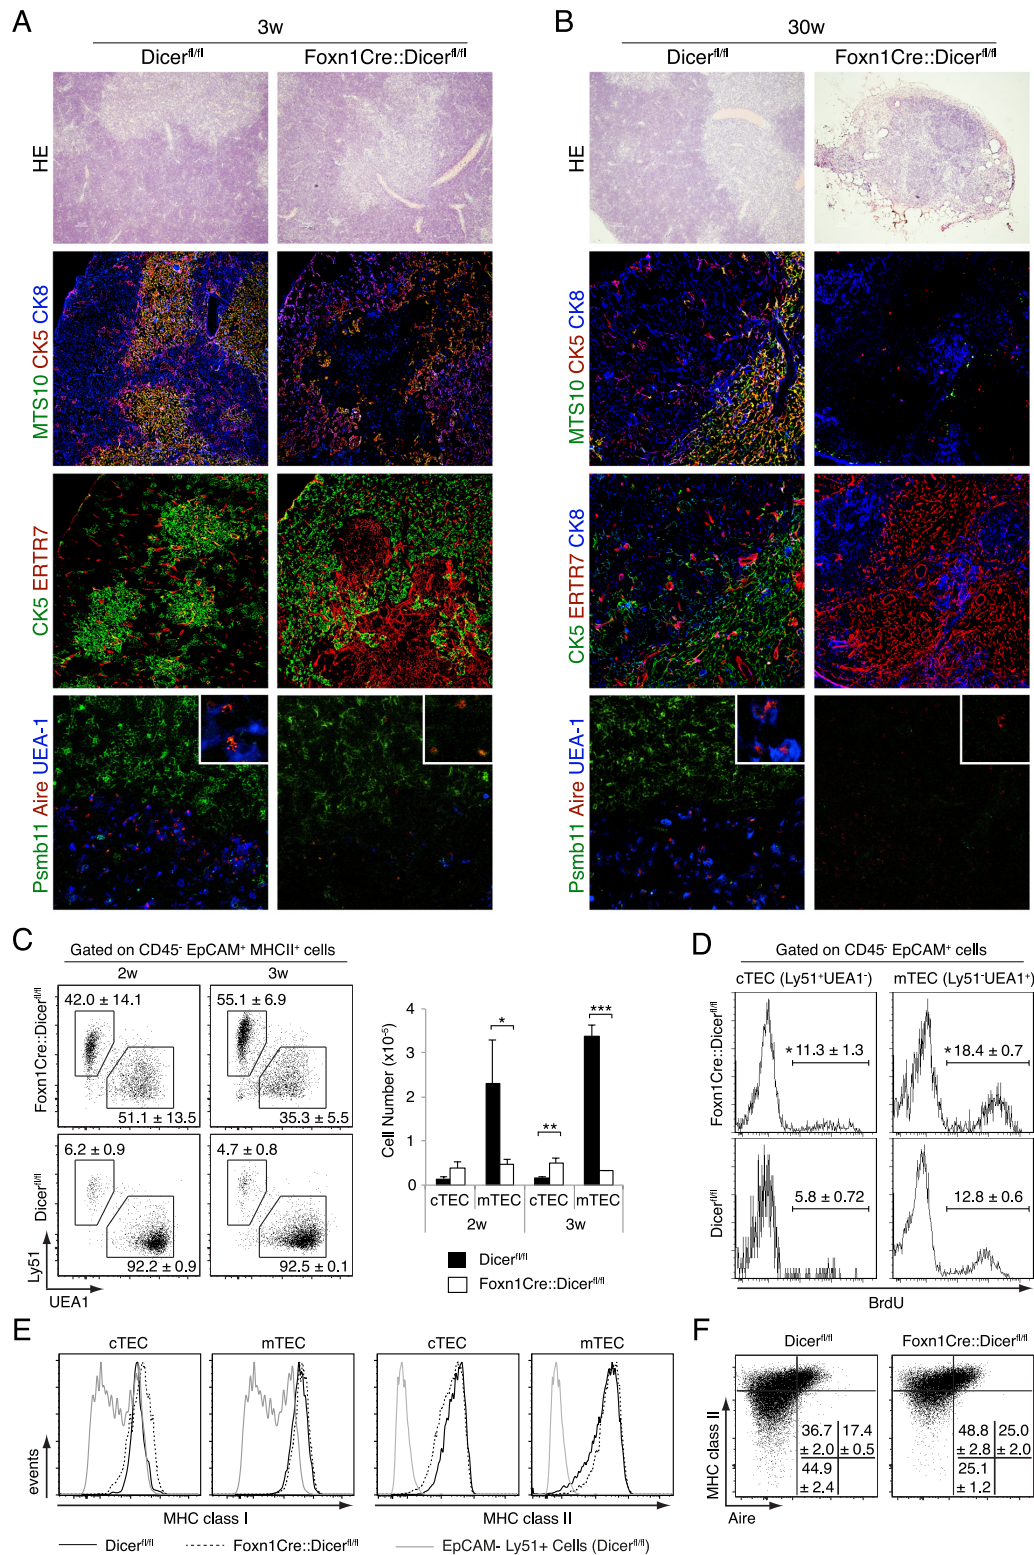 A
3w
Dicerfl/fl
Foxn1Cre::Dicerfl/fl
B
30w
Dicerfl/fl
Foxn1Cre::Dicerfl/fl
HE
HE
MTS10 CK5 CK8
MTS10 CK5 CK8
CK5 ERTR7
CK5 ERTR7 CK8
Psmb11 Aire UEA-1
Psmb11 Aire UEA-1
C
Gated on CD45- EpCAM+ MHCII+ cells
2w
3w
Foxn1Cre::Dicerfl/fl
42.0 ± 14.1
51.1 ± 13.5
55.1 ± 6.9
35.3 ± 5.5
Dicerfl/fl
6.2 ± 0.9
92.2 ± 0.9
4.7 ± 0.8
92.5 ± 0.1
Ly51
UEA1
Cell Number (x10-5)
4
3
2
1
0
*
**
***
cTEC
mTEC
cTEC
mTEC
2w
3w
Dicerfl/fl
Foxn1Cre::Dicerfl/fl
D
Gated on CD45- EpCAM+ cells
cTEC (Ly51+UEA1-)
mTEC (Ly51-UEA1+)
Foxn1Cre::Dicerfl/fl
* 11.3 ± 1.3
* 18.4 ± 0.7
Dicerfl/fl
5.8 ± 0.72
12.8 ± 0.6
BrdU
E
cTEC
mTEC
cTEC
mTEC
events
MHC class I
MHC class II
Dicerfl/fl
Foxn1Cre::Dicerfl/fl
EpCAM- Ly51+ Cells (Dicerfl/fl)
F
Dicerfl/fl
Foxn1Cre::Dicerfl/fl
MHC class II
36.7 17.4
± 2.0 ± 0.5
44.9
± 2.4
48.8 25.0
± 2.8 ± 2.0
25.1
± 1.2
Aire